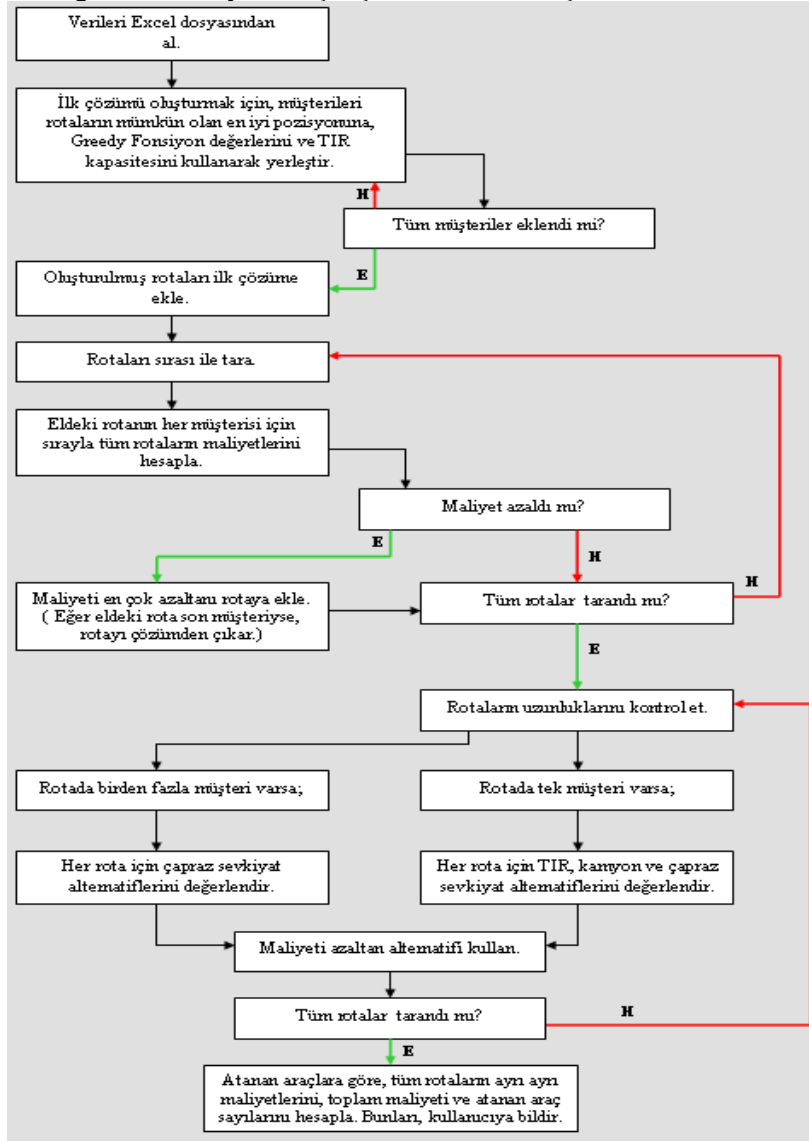 Verileri Excel dosyasından
al.
İlk çözümü oluşturmak için, müşterileri
rotaların mümkün olan en iyi pozisyonuna,
Greedy Fonsiyon değerlerini ve TIR
kapasitesini kullanarak yerleştir.
H
Tüm müşteriler eklendi mi?
E
Oluşturulmuş rotaları ilk çözüme
ekle.
Rotaları sırası ile tara.
Eldeki rotanın her müşterisi için
sırayla tüm rotaların maliyetlerini
hesapla.
Maliyet azaldı mı?
E
H
Maliyeti en çok azaltanı rotaya ekle.
( Eğer eldeki rota son müşteriyse,
rotayı çözümden çıkar.)
Tüm rotalar tarandı mı?
H
E
Rotaların uzunluklarını kontrol et.
Rotada birden fazla müşteri varsa;
Rotada tek müşteri varsa;
Her rota için çapraz sevkiyat
alternatiflerini değerlendir.
Her rota için TIR, kamyon ve çapraz
sevkiyat alternatiflerini değerlendir.
Maliyeti azaltan alternatifi kullan.
Tüm rotalar tarandı mı?
H
E
Atanan araçlara göre, tüm rotaların ayrı ayrı
maliyetlerini, toplam maliyeti ve atanan araç
sayılarını hesapla. Bunları, kullanıcıya bildir.